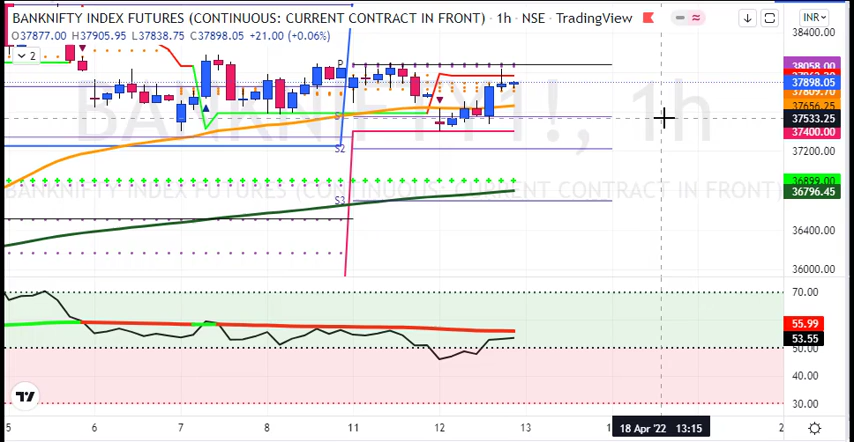 BANKNIFTY INDEX FUTURES (CONTINUOUS: CURRENT CONTRACT IN FRONT) · 1h · NSE · TradingView
O37877.00 H37905.95 L37838.75 C37898.05 +21.00 (+0.06%)
2
INR
38400.00
38058.00
37898.05
37656.25
37533.25
37400.00
37200.00
36899.00
36796.45
36400.00
36000.00
P
S2
S3
BANKNIFTY1!, 1h
BANKNIFTY INDEX FUTURES (CONTINUOUS: CURRENT CONTRACT IN FRONT)
70.00
55.99
53.55
50.00
40.00
30.00
5 6 7 8 11 12 13 18 Apr '22 13:15 2